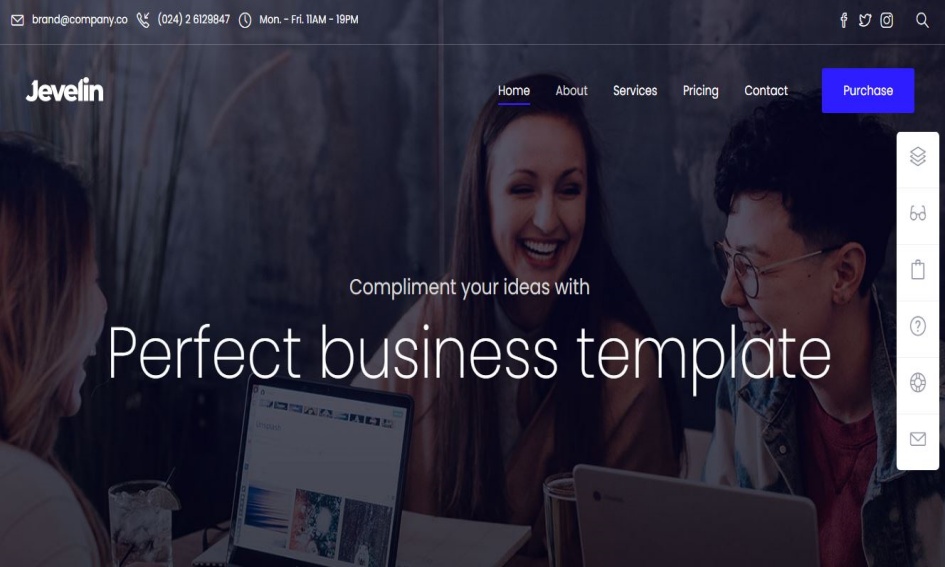 brand@company.co (024) 2 6129847 Mon. - Fri. 11AM - 19PM
Jevelin
Home About Services Pricing Contact Purchase
Compliment your ideas with
Perfect business template